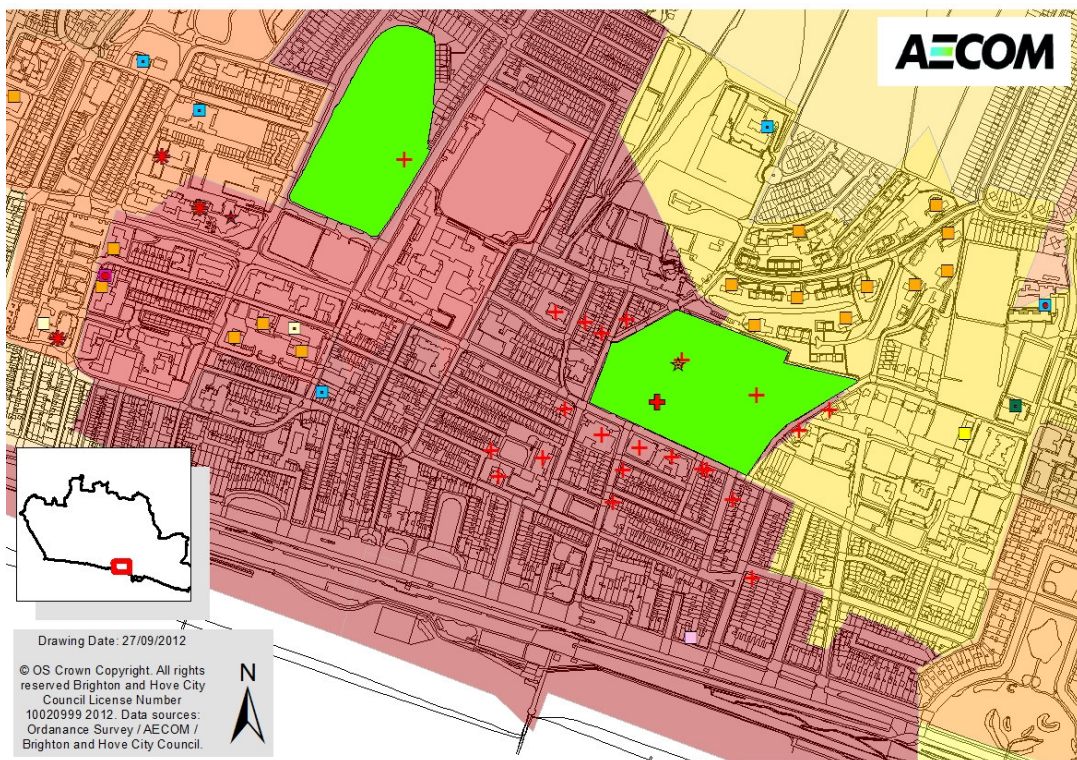 AECOM
Drawing Date: 27/09/2012
© OS Crown Copyright. All rights
reserved Brighton and Hove City
Council License Number
10020999 2012. Data sources:
Ordanance Survey / AECOM /
Brighton and Hove City Council.
N